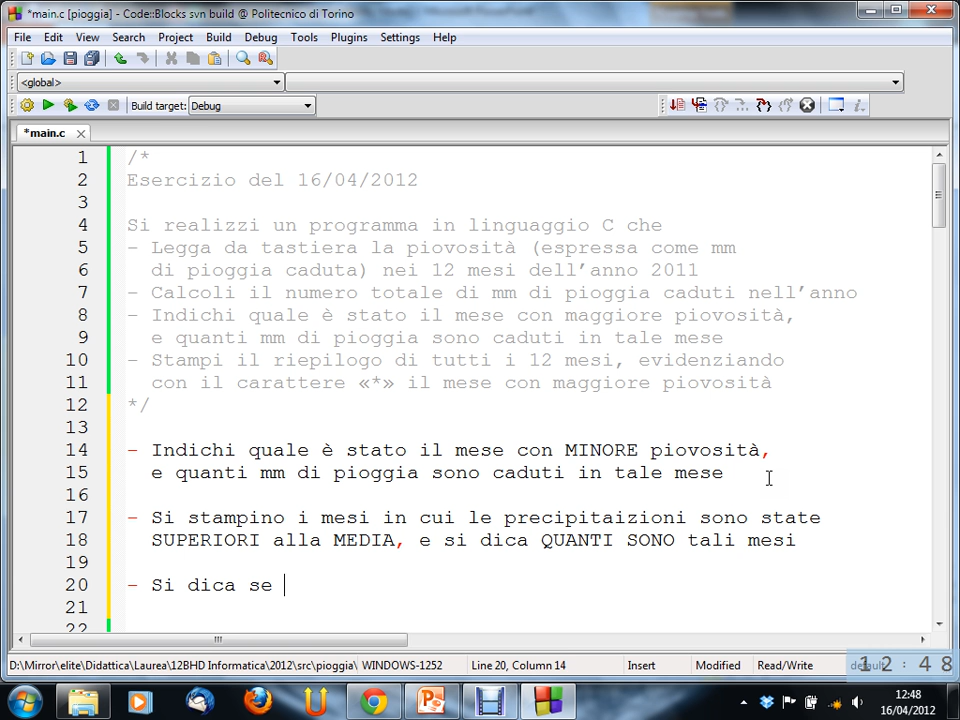 *main.c [pioggia] - Code::Blocks svn build @ Politecnico di Torino
File Edit View Search Project Build Debug Tools Plugins Settings Help
<global>
Build target: Debug
*main.c
1 /*
2 Esercizio del 16/04/2012
3
4 Si realizzi un programma in linguaggio C che
5 - Legga da tastiera la piovosità (espressa come mm
6 di pioggia caduta) nei 12 mesi dell’anno 2011
7 - Calcoli il numero totale di mm di pioggia caduti nell’anno
8 - Indichi quale è stato il mese con maggiore piovosità,
9 e quanti mm di pioggia sono caduti in tale mese
10 - Stampi il riepilogo di tutti i 12 mesi, evidenziando
11 con il carattere «*» il mese con maggiore piovosità
12 */
13
14 - Indichi quale è stato il mese con MINORE piovosità,
15 e quanti mm di pioggia sono caduti in tale mese
16
17 - Si stampino i mesi in cui le precipitaizioni sono state
18 SUPERIORI alla MEDIA, e si dica QUANTI SONO tali mesi
19
20 - Si dica se
21
22
D:\Mirror\elite\Didattica\Laurea\12BHD Informatica\2012\src\pioggia\ WINDOWS-1252 Line 20, Column 14 Insert Modified Read/Write default
12:48
12:48
16/04/2012